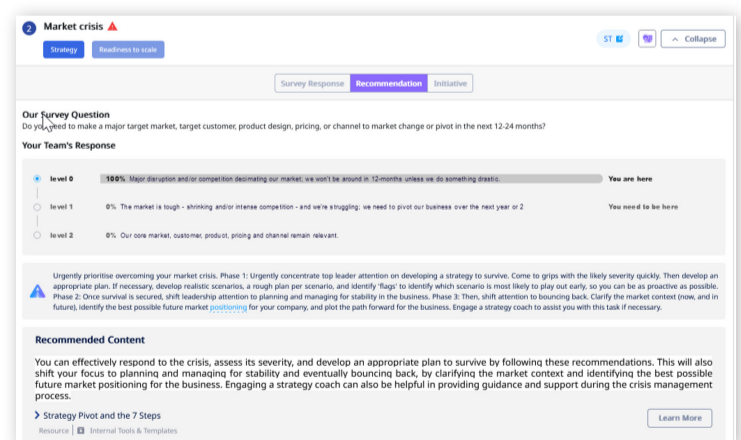 2 Market crisis
Strategy Readiness to scale
ST
Collapse
Survey Response Recommendation Initiative
Our Survey Question
Do you need to make a major target market, target customer, product design, pricing, or channel to market change or pivot in the next 12-24 months?
Your Team's Response
level 0 100% Major disruption and/or competition decimating our market; we won't be around in 12-months unless we do something drastic. You are here
level 1 0% The market is tough - shrinking and/or intense competition - and we're struggling; we need to pivot our business over the next year or 2 You need to be here
level 2 0% Our core market, customer, product, pricing and channel remain relevant.
Urgently prioritise overcoming your market crisis. Phase 1: Urgently concentrate top leader attention on developing a strategy to survive. Come to grips with the likely severity quickly. Then develop an
appropriate plan. If necessary, develop realistic scenarios, a rough plan per scenario, and identify 'flags' to identify which scenario is most likely to play out early, so you can be as proactive as possible.
Phase 2: Once survival is secured, shift leadership attention to planning and managing for stability in the business. Phase 3: Then, shift attention to bouncing back. Clarify the market context (now, and in
future), identify the best possible future market positioning for your company, and plot the path forward for the business. Engage a strategy coach to assist you with this task if necessary.
Recommended Content
You can effectively respond to the crisis, assess its severity, and develop an appropriate plan to survive by following these recommendations. This will also
shift your focus to planning and managing for stability and eventually bouncing back, by clarifying the market context and identifying the best possible
future market positioning for the business. Engaging a strategy coach can also be helpful in providing guidance and support during the crisis management
process.
Strategy Pivot and the 7 Steps
Learn More
Resource Internal Tools & Templates